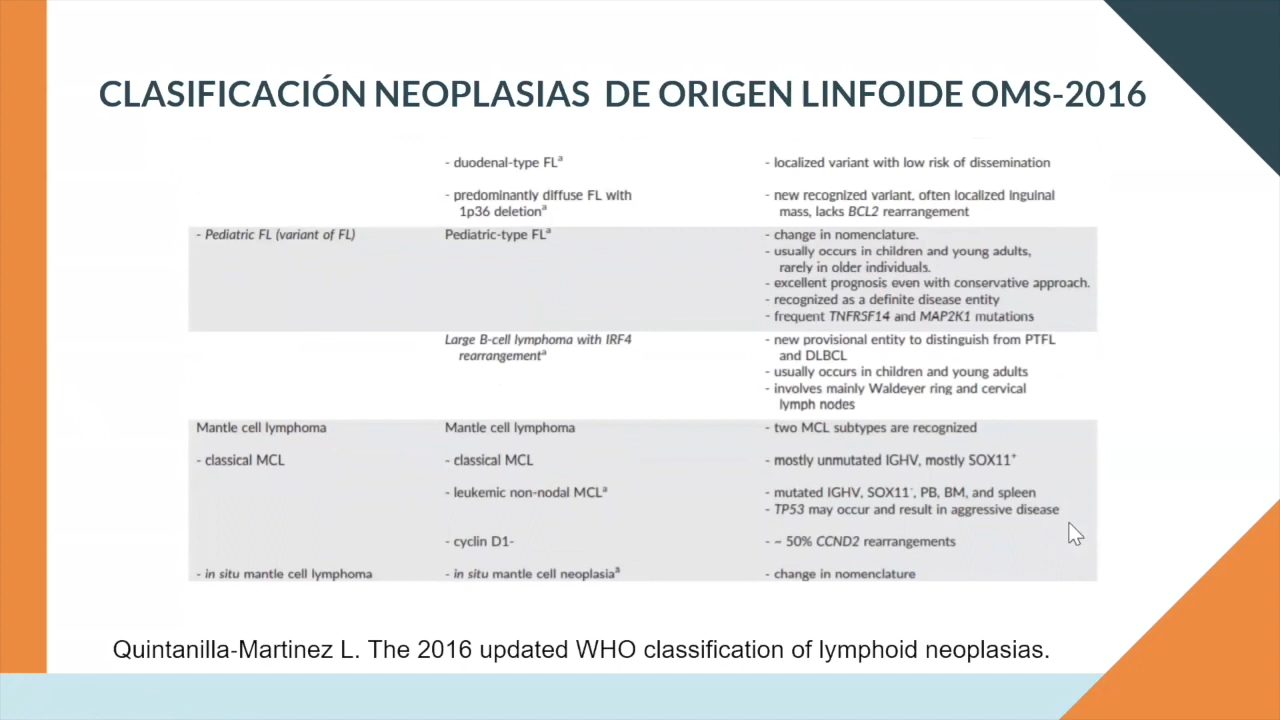 CLASIFICACIÓN NEOPLASIAS DE ORIGEN LINFOIDE OMS-2016
- duodenal-type FLᵃ - localized variant with low risk of dissemination
- predominantly diffuse FL with - new recognized variant, often localized inguinal
1p36 deletionᵃ mass, lacks BCL2 rearrangement
- Pediatric FL (variant of FL) Pediatric-type FLᵃ - change in nomenclature.
- usually occurs in children and young adults,
rarely in older individuals.
- excellent prognosis even with conservative approach.
- recognized as a definite disease entity
- frequent TNFRSF14 and MAP2K1 mutations
Large B-cell lymphoma with IRF4 - new provisional entity to distinguish from PTFL
rearrangementᵃ and DLBCL
- usually occurs in children and young adults
- involves mainly Waldeyer ring and cervical
lymph nodes
Mantle cell lymphoma Mantle cell lymphoma - two MCL subtypes are recognized
- classical MCL - classical MCL - mostly unmutated IGHV, mostly SOX11⁺
- leukemic non-nodal MCLᵃ - mutated IGHV, SOX11⁻, PB, BM, and spleen
- TP53 may occur and result in aggressive disease
- cyclin D1- - ~ 50% CCND2 rearrangements
- in situ mantle cell lymphoma - in situ mantle cell neoplasiaᵃ - change in nomenclature
Quintanilla-Martinez L. The 2016 updated WHO classification of lymphoid neoplasias.